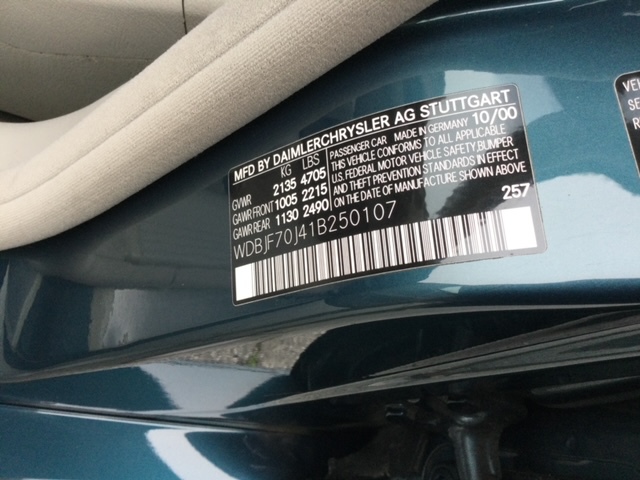 MFD BY DAIMLERCHRYSLER AG STUTTGART
KG LBS
GVWR 2135 4705
GAWR FRONT 1005 2215
GAWR REAR 1130 2490
PASSENGER CAR MADE IN GERMANY 10/00
THIS VEHICLE CONFORMS TO ALL APPLICABLE
U.S. FEDERAL MOTOR VEHICLE SAFETY,BUMPER
AND THEFT PREVENTION STANDARDS IN EFFECT
ON THE DATE OF MANUFACTURE SHOWN ABOVE
257
WDBJF70J41B250107
VEHI
SE
R